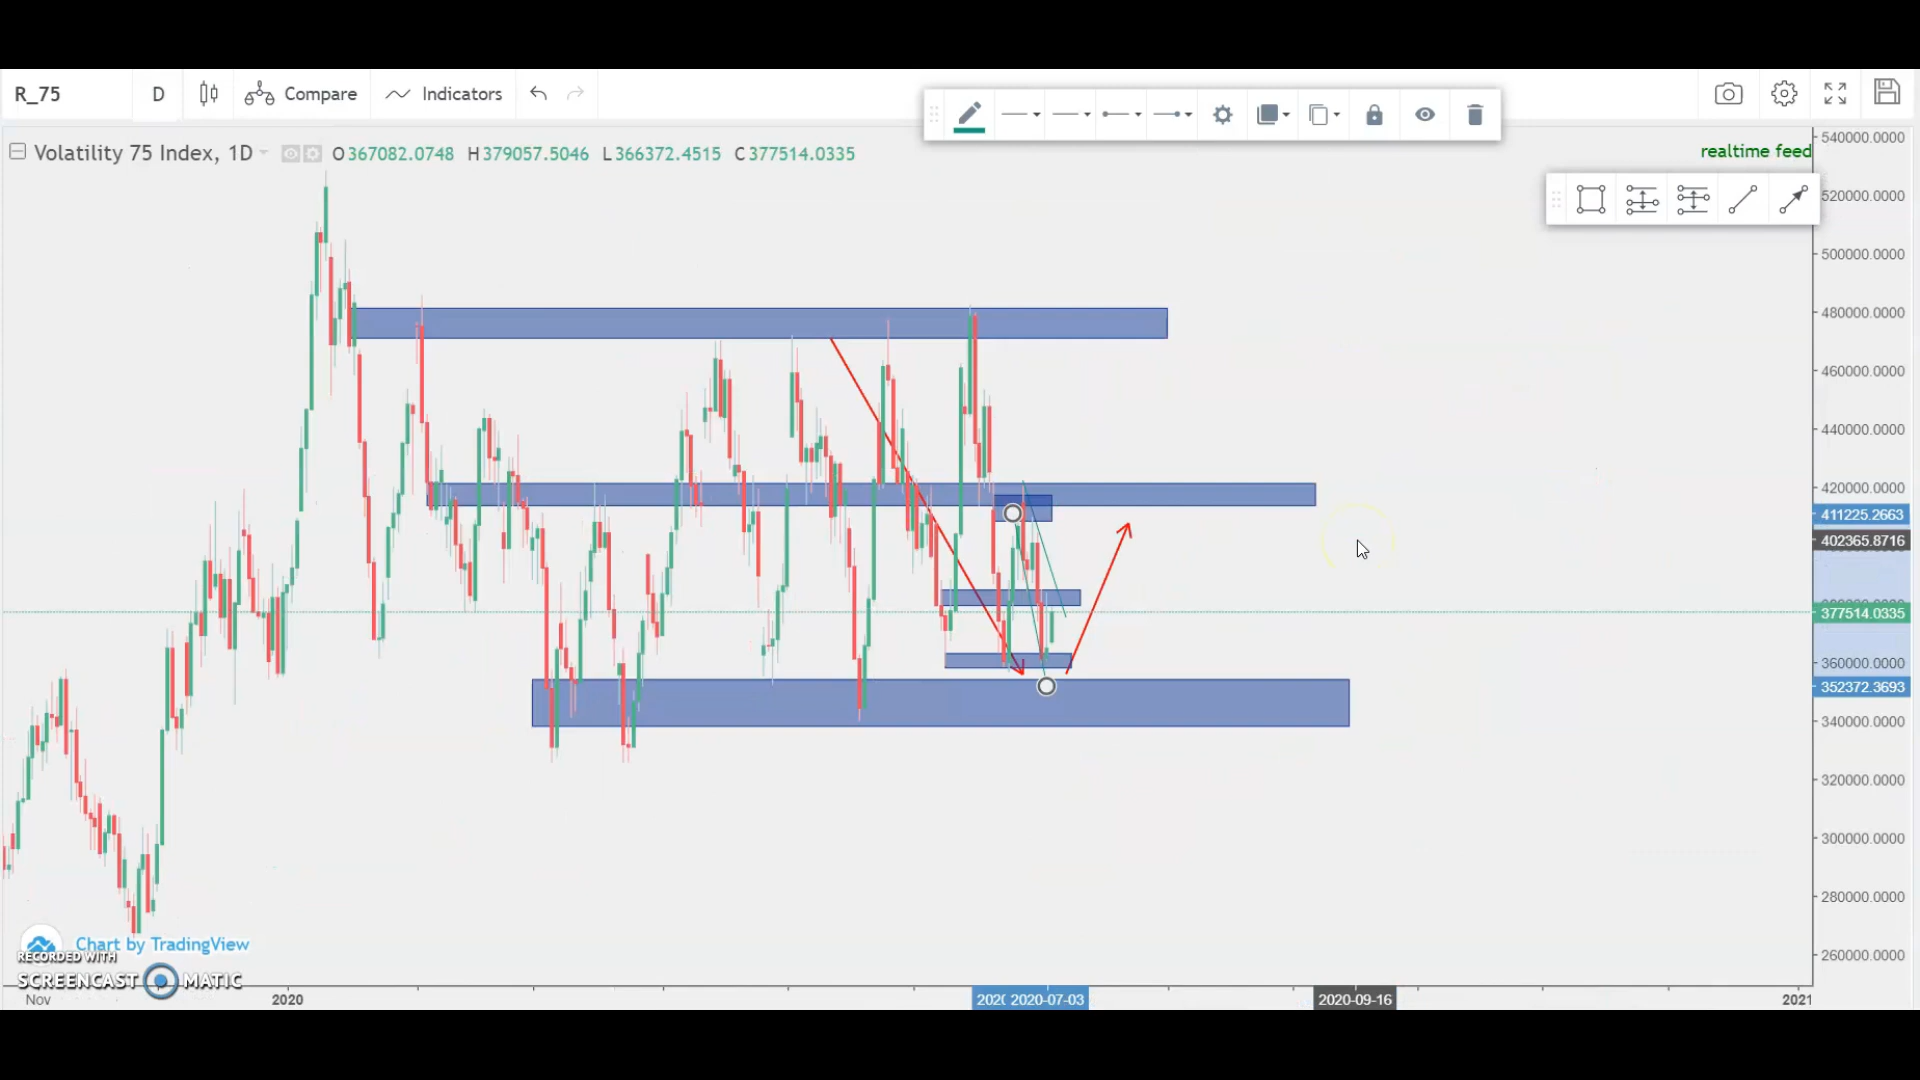 R_75 D Compare Indicators
Volatility 75 Index, 1D O367082.0748 H379057.5046 L366372.4515 C377514.0335
realtime feed
540000.0000
520000.0000
500000.0000
480000.0000
460000.0000
440000.0000
420000.0000
411225.2663
402365.8716
377514.0335
360000.0000
352372.3693
340000.0000
320000.0000
300000.0000
280000.0000
260000.0000
Chart by TradingView
RECORDED WITH
SCREENCAST MATIC
Nov 2020 2020-07-03 2020-09-16 2021